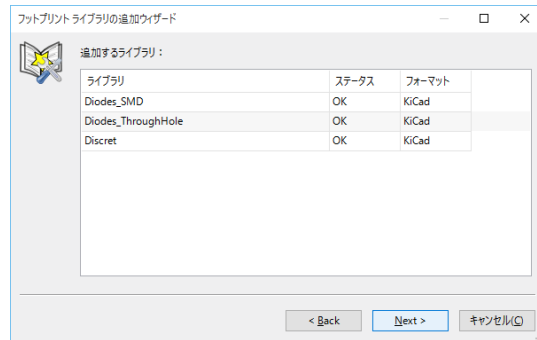 フットプリント ライブラリの追加ウィザード
追加するライブラリ：
ライブラリ ステータス フォーマット
Diodes_SMD OK KiCad
Diodes_ThroughHole OK KiCad
Discret OK KiCad
< Back Next > キャンセル(C)